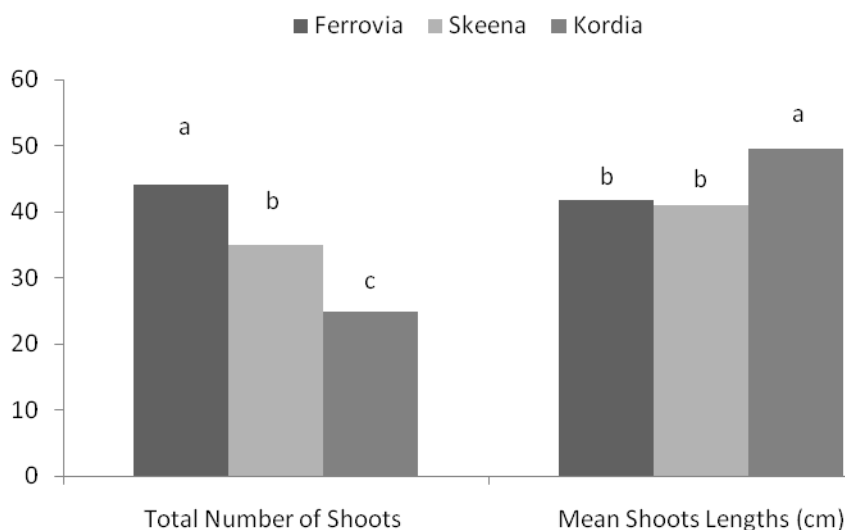 Ferrovia Skeena Kordia
60
50
40
30
20
10
0
a
b
c
b
b
a
Total Number of Shoots
Mean Shoots Lengths (cm)